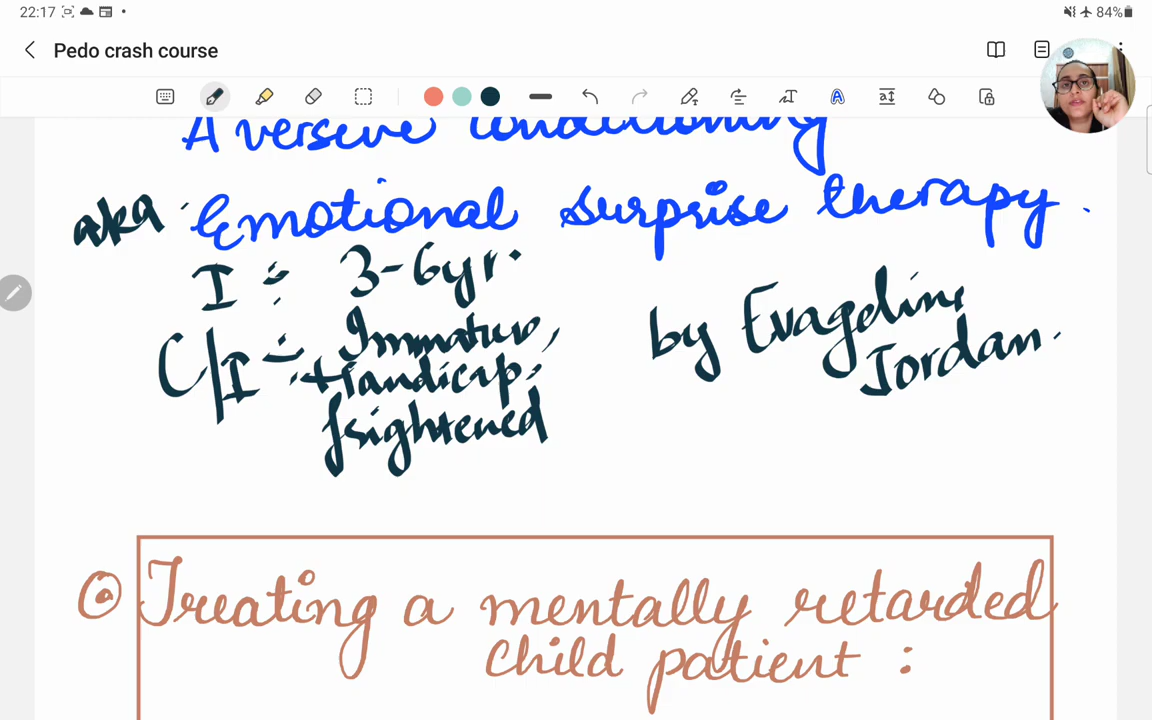 22:17
84%
Pedo crash course
Aversive conditioning
aka Emotional surprise therapy.
I ÷ 3-6yr.
C/I ÷ Immature,
Handicap,
frightened
by Evageline
Jordan.
Treating a mentally retarded
child patient :